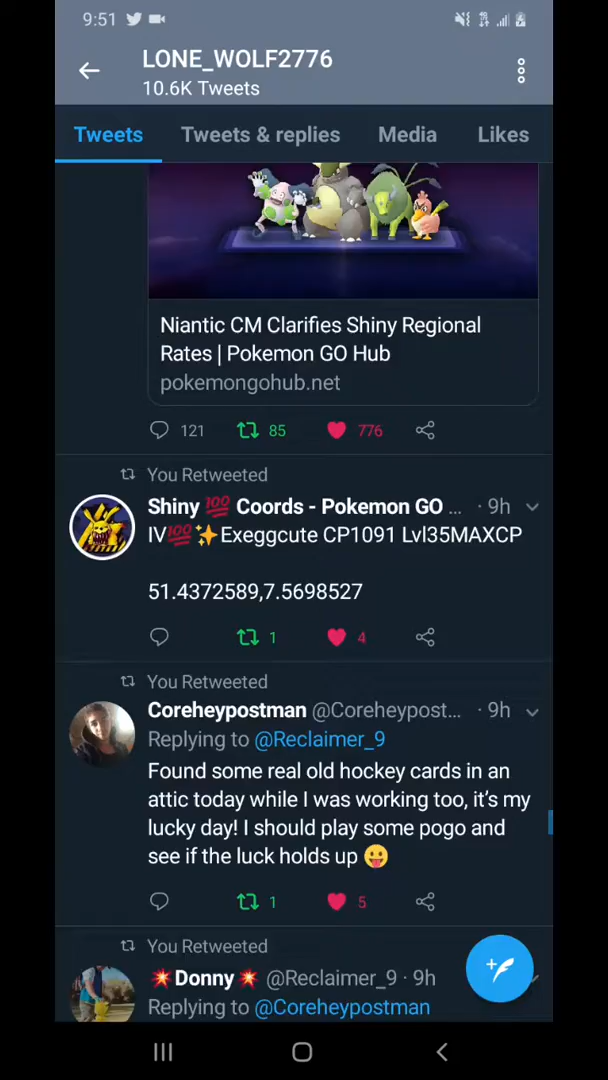 9:51
LONE_WOLF2776
10.6K Tweets
Tweets Tweets & replies Media Likes
Niantic CM Clarifies Shiny Regional
Rates | Pokemon GO Hub
pokemongohub.net
121 85 776
You Retweeted
Shiny 💯 Coords - Pokemon GO ... · 9h
IV💯✨Exeggcute CP1091 Lvl35MAXCP
51.4372589,7.5698527
1 4
You Retweeted
Coreheypostman @Coreheypost... · 9h
Replying to @Reclaimer_9
Found some real old hockey cards in an
attic today while I was working too, it's my
lucky day! I should play some pogo and
see if the luck holds up 😛
1 5
You Retweeted
💥Donny💥 @Reclaimer_9 · 9h
Replying to @Coreheypostman